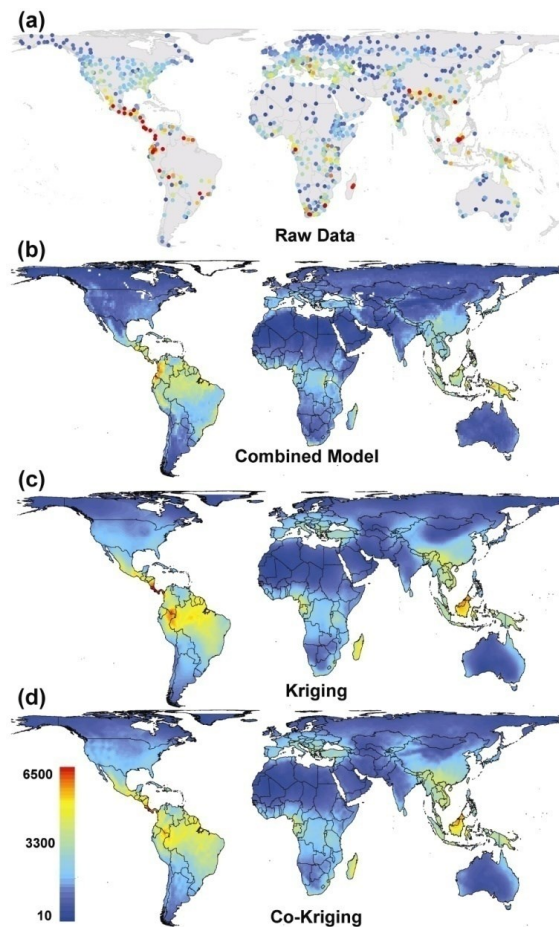 (a)
Raw Data
(b)
Combined Model
(c)
Kriging
(d)
6500
3300
10
Co-Kriging